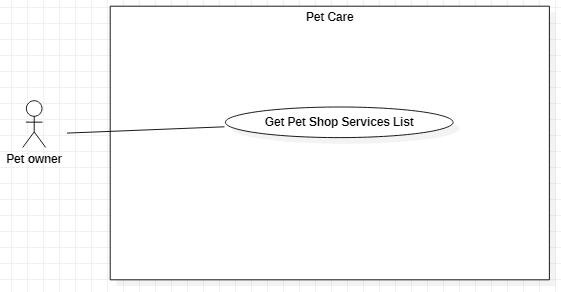 Pet Care
Get Pet Shop Services List
Pet owner